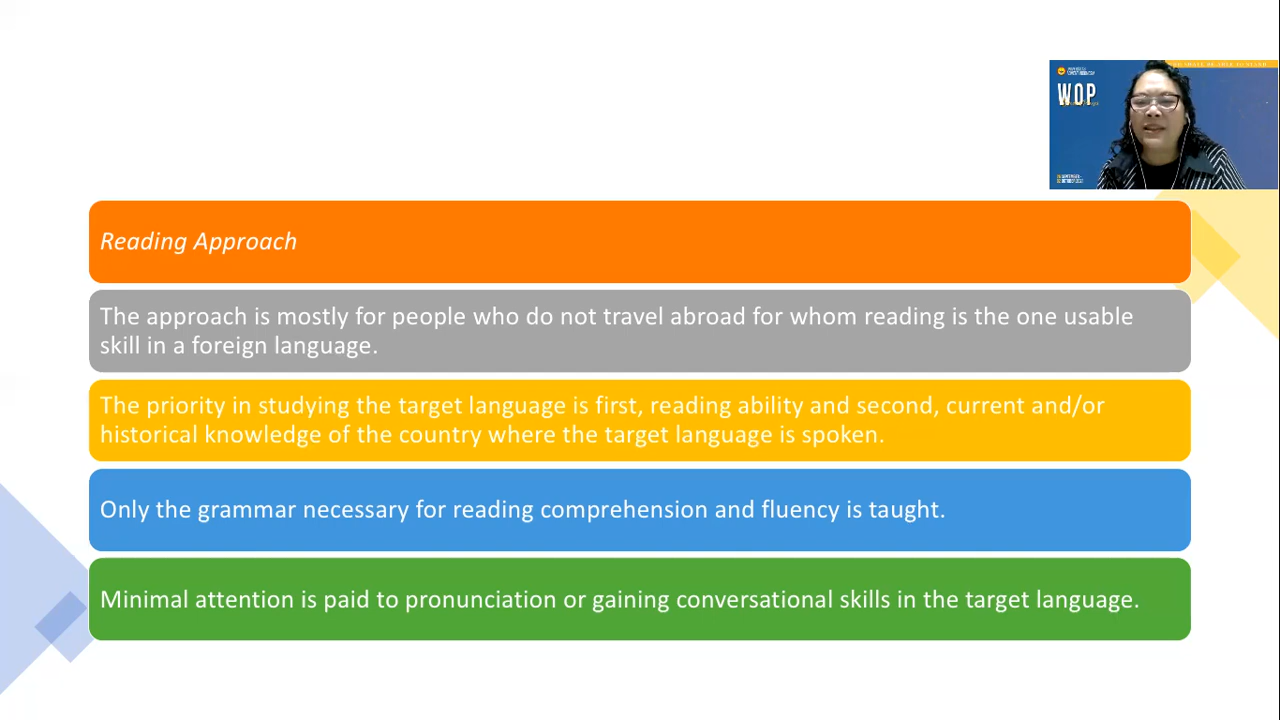 WOP
Reading Approach
The approach is mostly for people who do not travel abroad for whom reading is the one usable
skill in a foreign language.
The priority in studying the target language is first, reading ability and second, current and/or
historical knowledge of the country where the target language is spoken.
Only the grammar necessary for reading comprehension and fluency is taught.
Minimal attention is paid to pronunciation or gaining conversational skills in the target language.